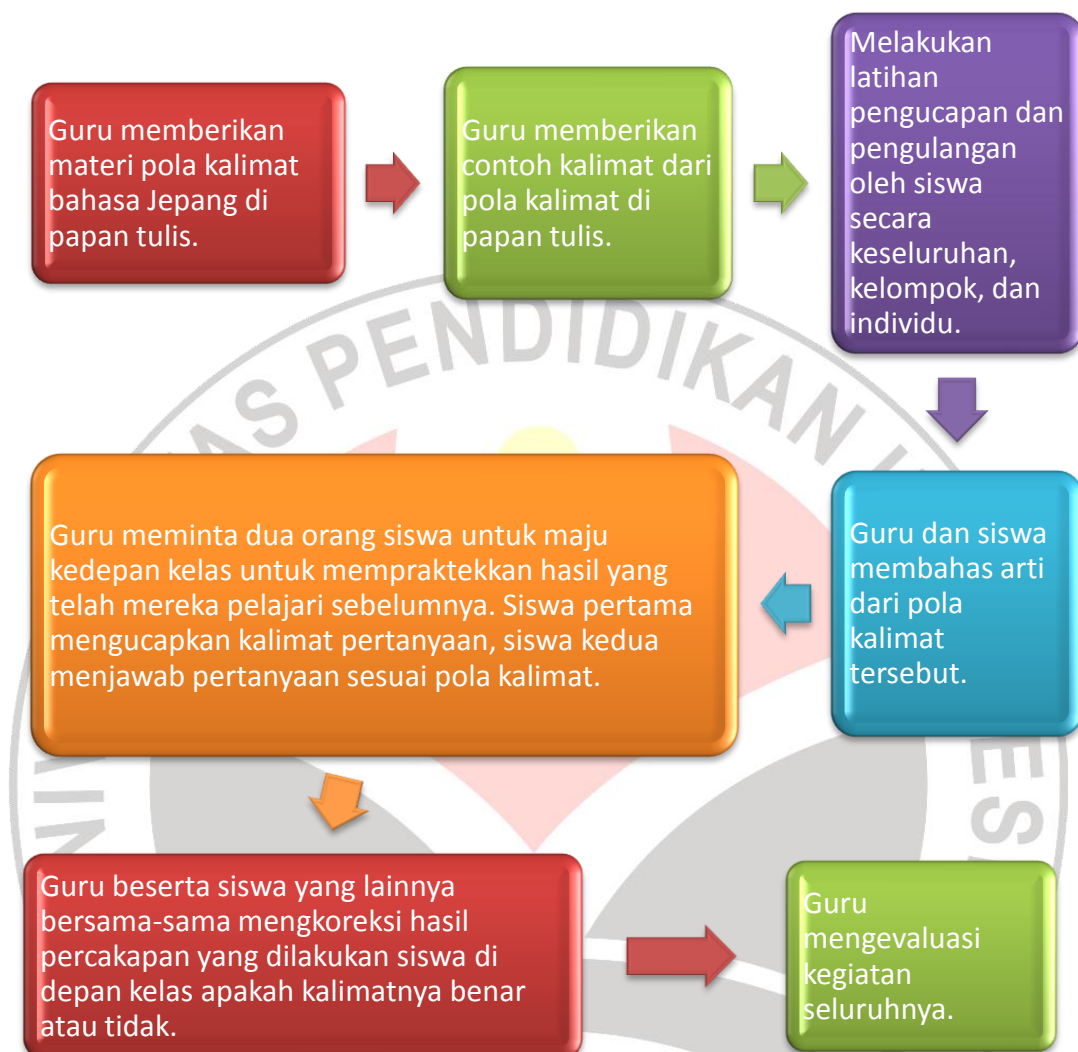 Guru memberikan
materi pola kalimat
bahasa Jepang di
papan tulis.
Guru memberikan
contoh kalimat dari
pola kalimat di
papan tulis.
Melakukan
latihan
pengucapan dan
pengulangan
oleh siswa
secara
keseluruhan,
kelompok, dan
individu.
Guru dan siswa
membahas arti
dari pola
kalimat
tersebut.
Guru meminta dua orang siswa untuk maju
kedepan kelas untuk mempraktekkan hasil yang
telah mereka pelajari sebelumnya. Siswa pertama
mengucapkan kalimat pertanyaan, siswa kedua
menjawab pertanyaan sesuai pola kalimat.
Guru beserta siswa yang lainnya
bersama-sama mengkoreksi hasil
percakapan yang dilakukan siswa di
depan kelas apakah kalimatnya benar
atau tidak.
Guru
mengevaluasi
kegiatan
seluruhnya.
PENDIDIKAN